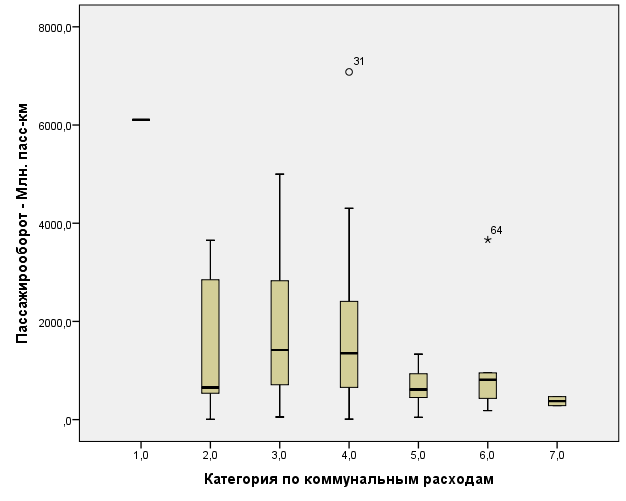 8000,0
31
6000,0
4000,0
64
2000,0
,0
Пассажирооборот - Млн. пасс-км
1,0 2,0 3,0 4,0 5,0 6,0 7,0
Категория по коммунальным расходам